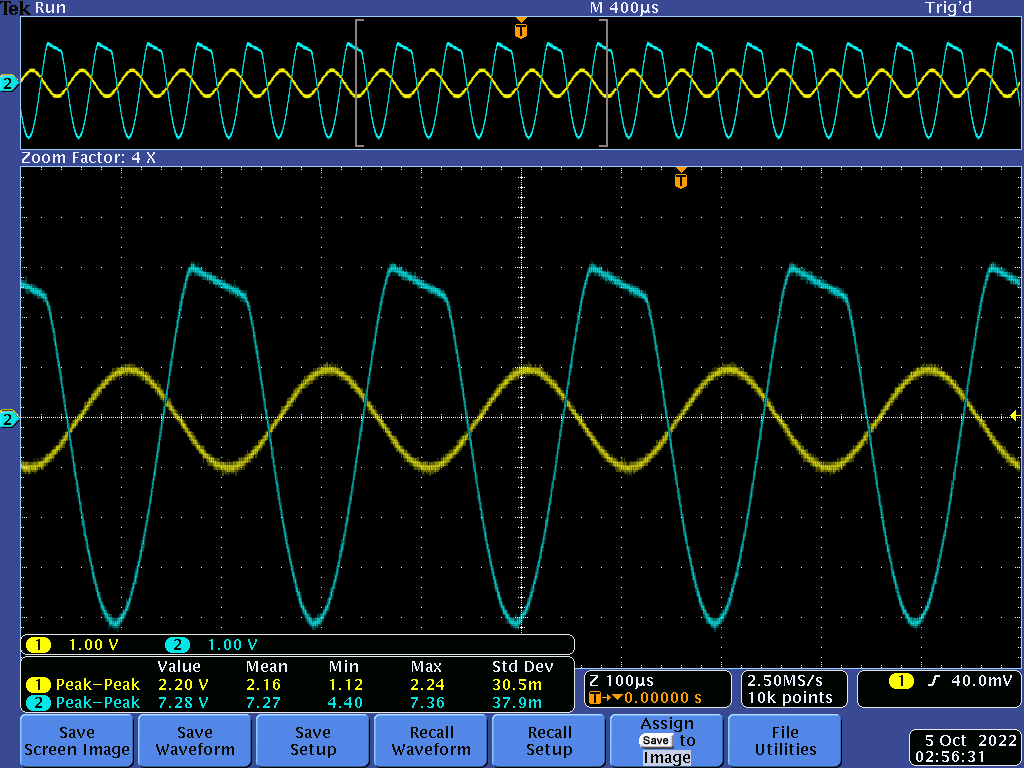 Tek Run M 400µs Trig'd
T
2
Zoom Factor: 4 X
T
2
1 1.00 V 2 1.00 V
Value Mean Min Max Std Dev
1 Peak–Peak 2.20 V 2.16 1.12 2.24 30.5m
2 Peak–Peak 7.28 V 7.27 4.40 7.36 37.9m
Z 100µs
T→▼0.00000 s
2.50MS/s
10k points
1 40.0mV
Save
Screen Image
Save
Waveform
Save
Setup
Recall
Waveform
Recall
Setup
Assign
Save to
Image
File
Utilities
5 Oct 2022
02:56:31